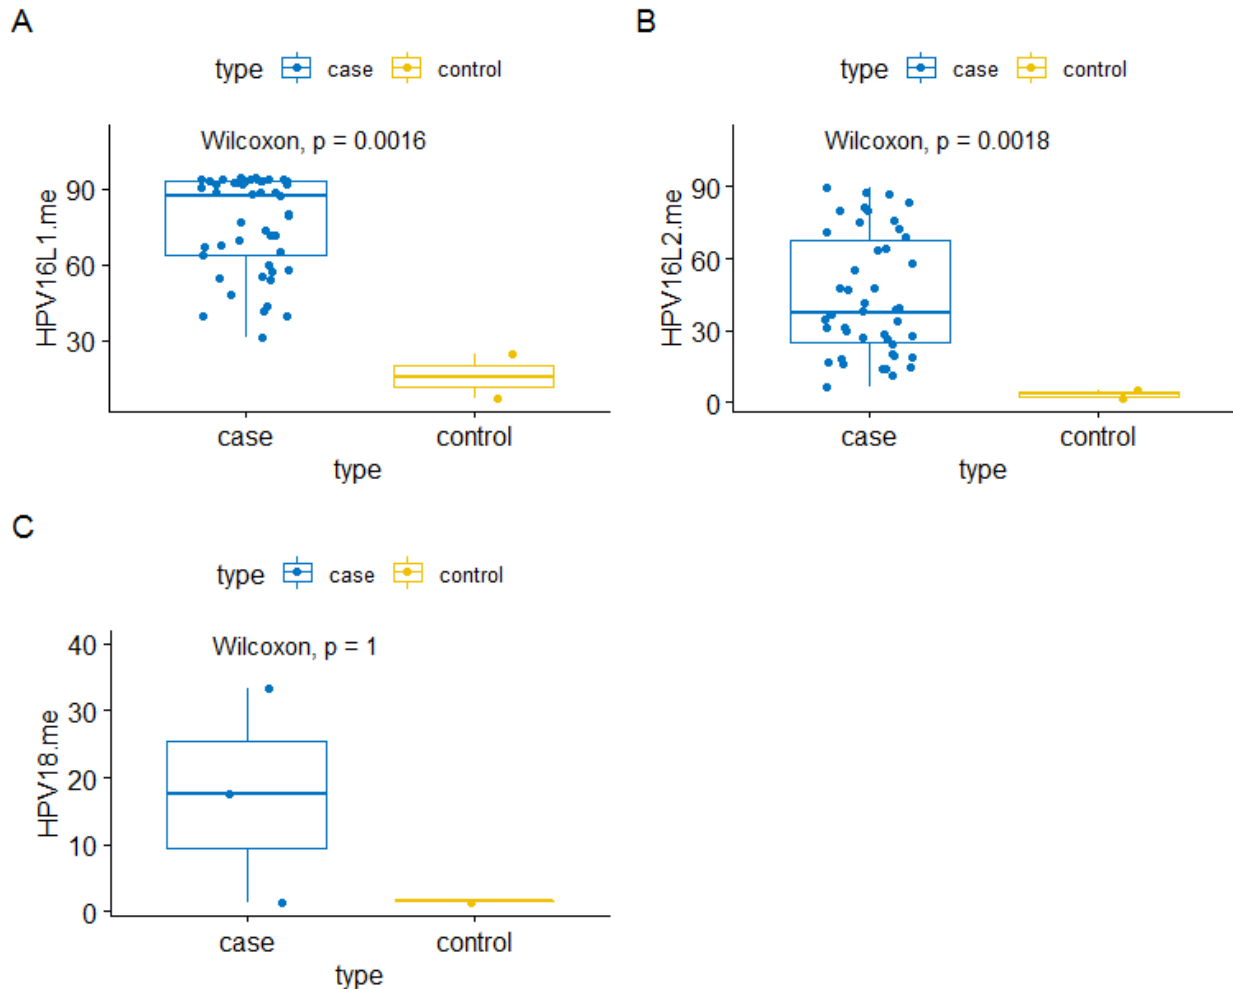 A
type case control
Wilcoxon, p = 0.0016
HPV16L1.me
90
60
30
case control
type
B
type case control
Wilcoxon, p = 0.0018
HPV16L2.me
90
60
30
0
case control
type
C
type case control
Wilcoxon, p = 1
HPV18.me
40
30
20
10
0
case control
type